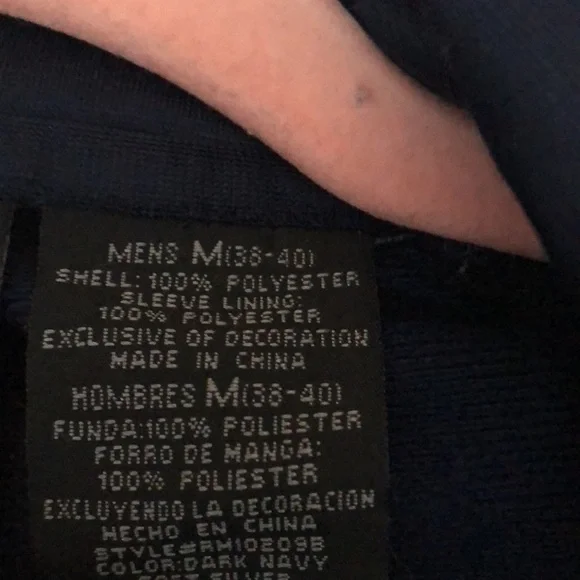 MENS M(38-40)
SHELL: 100% POLYESTER
SLEEVE LINING:
100% POLYESTER
EXCLUSIVE OF DECORATION
MADE IN CHINA
HOMBRES M(38-40)
FUNDA:100% POLIESTER
FORRO DE MANGA:
100% POLIESTER
EXCLUYENDO LA DECORACION
HECHO EN CHINA
STYLE#RM10209B
COLOR:DARK NAVY
SOFT SILVER